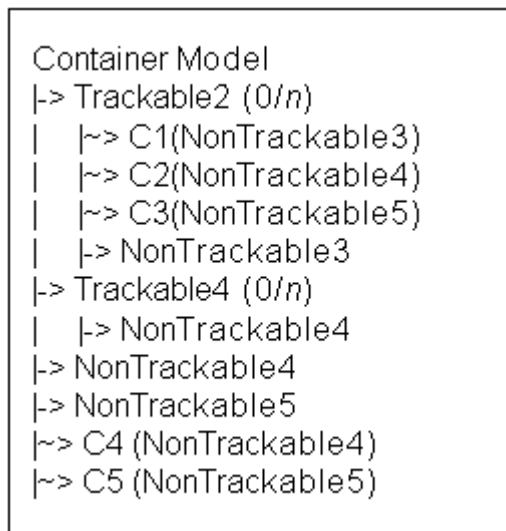 Container Model
|-> Trackable2 (0/n)
|   |~> C1(NonTrackable3)
|   |~> C2(NonTrackable4)
|   |~> C3(NonTrackable5)
|   |-> NonTrackable3
|-> Trackable4 (0/n)
|   |-> NonTrackable4
|-> NonTrackable4
|-> NonTrackable5
|~> C4 (NonTrackable4)
|~> C5 (NonTrackable5)